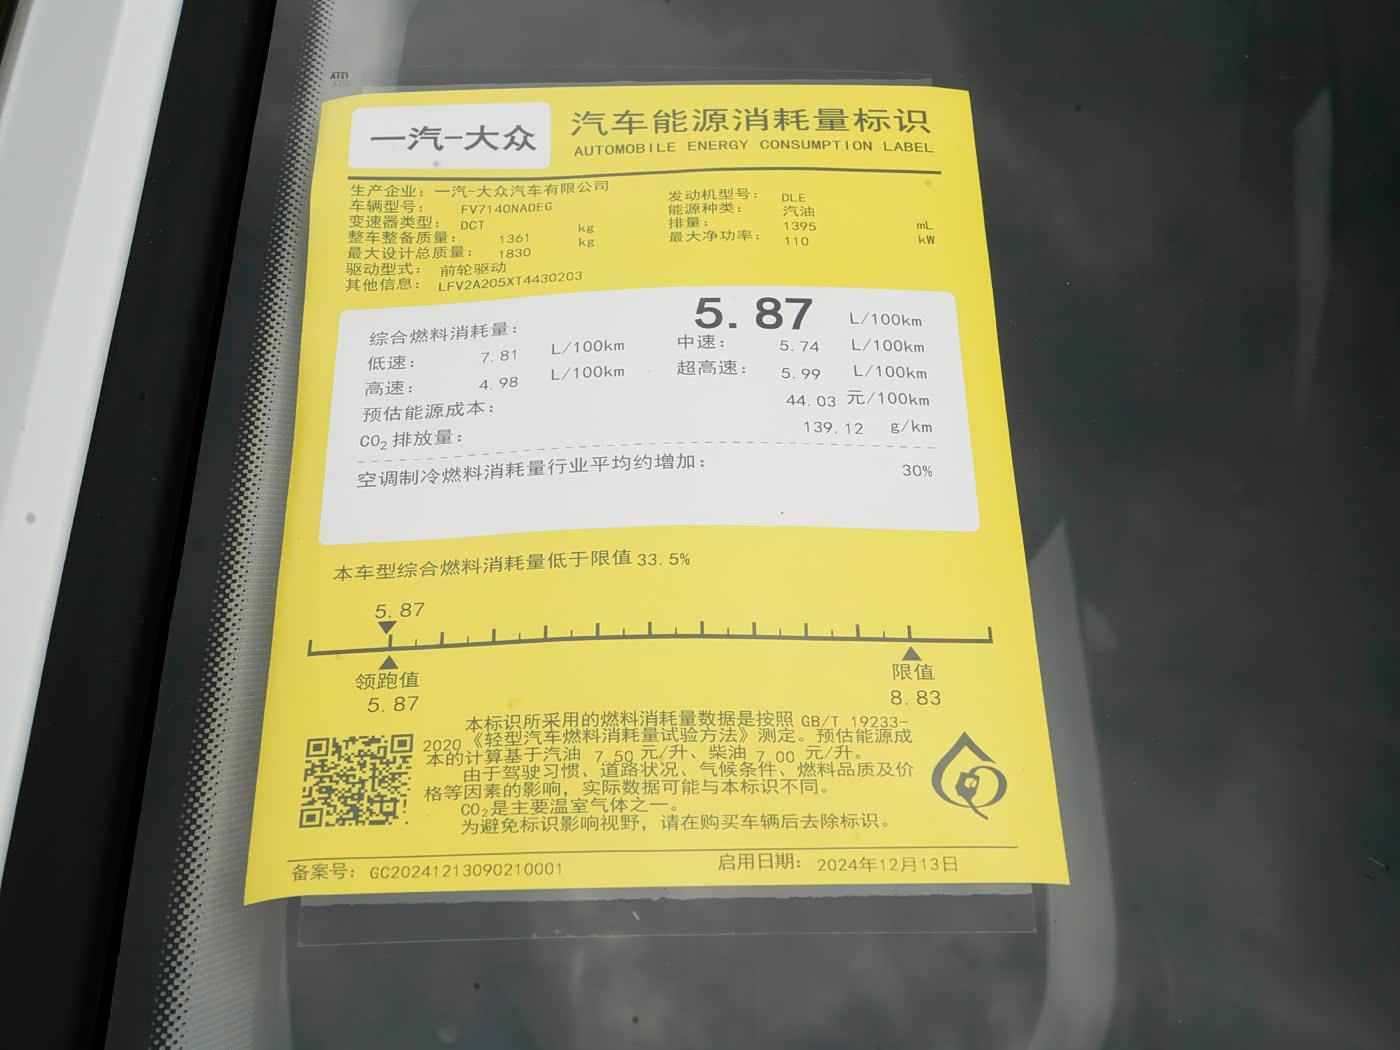 一汽-大众
汽车能源消耗量标识
AUTOMOBILE ENERGY CONSUMPTION LABEL
生产企业：一汽-大众汽车有限公司
车辆型号： FV7140NADEG
变速器类型： DCT
整车整备质量： 1361 kg
最大设计总质量： 1830 kg
驱动型式： 前轮驱动
其他信息： LFV2A205XT4430203
发动机型号： DLE
能源种类： 汽油
排量： 1395 mL
最大净功率： 110 kW
综合燃料消耗量： 5.87 L/100km
低速： 7.81 L/100km 中速： 5.74 L/100km
高速： 4.98 L/100km 超高速： 5.99 L/100km
预估能源成本： 44.03 元/100km
CO₂排放量： 139.12 g/km
空调制冷燃料消耗量行业平均约增加： 30%
本车型综合燃料消耗量低于限值33.5%
5.87
领跑值 限值
5.87 8.83
本标识所采用的燃料消耗量数据是按照 GB/T 19233-
2020《轻型汽车燃料消耗量试验方法》测定。预估能源成
本的计算基于汽油 7.50 元/升、柴油 7.00 元/升。
由于驾驶习惯、道路状况、气候条件、燃料品质及价
格等因素的影响，实际数据可能与本标识不同。
CO₂是主要温室气体之一。
为避免标识影响视野，请在购买车辆后去除标识。
备案号： GC20241213090210001 启用日期： 2024年12月13日